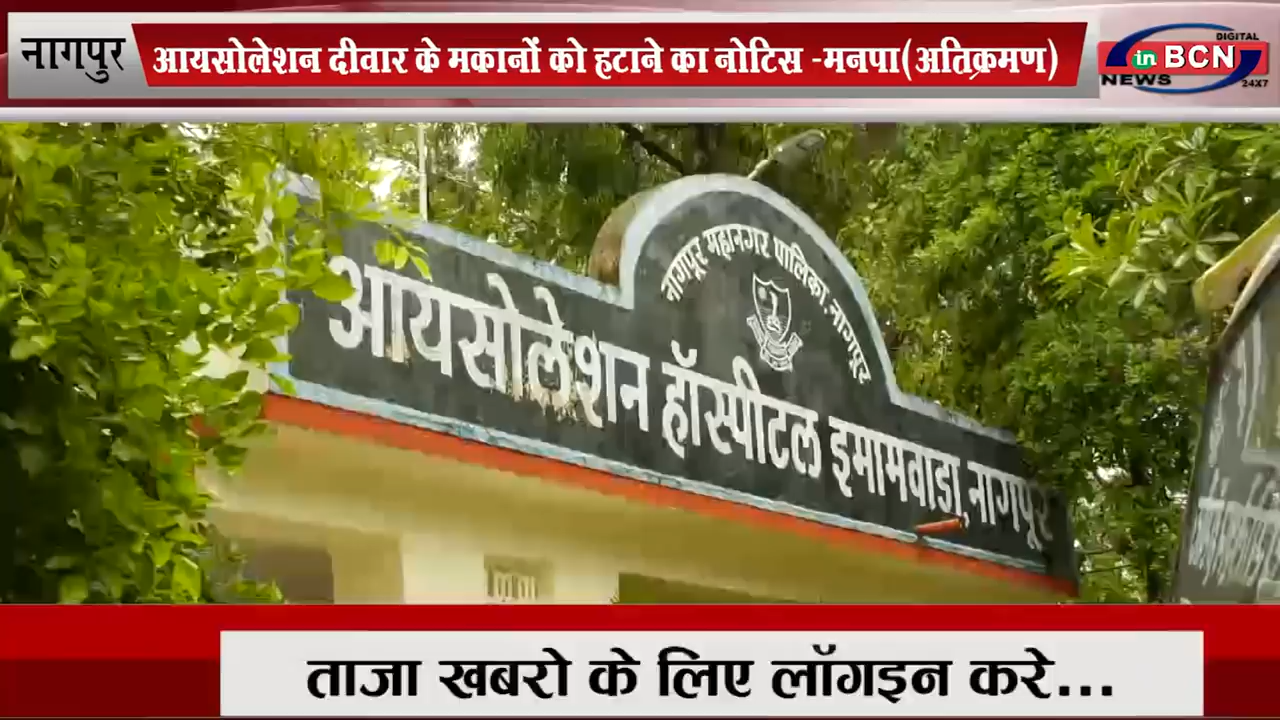 नागपुर
आयसोलेशन दीवार के मकानों को हटाने का नोटिस -मनपा(अतिक्रमण)
DIGITAL
in BCN
NEWS
24X7
नागपूर महानगर पालिका, नागपूर
आयसोलेशन हॉस्पीटल इमामवाडा, नागपूर
ताजा खबरो के लिए लॉगइन करे...